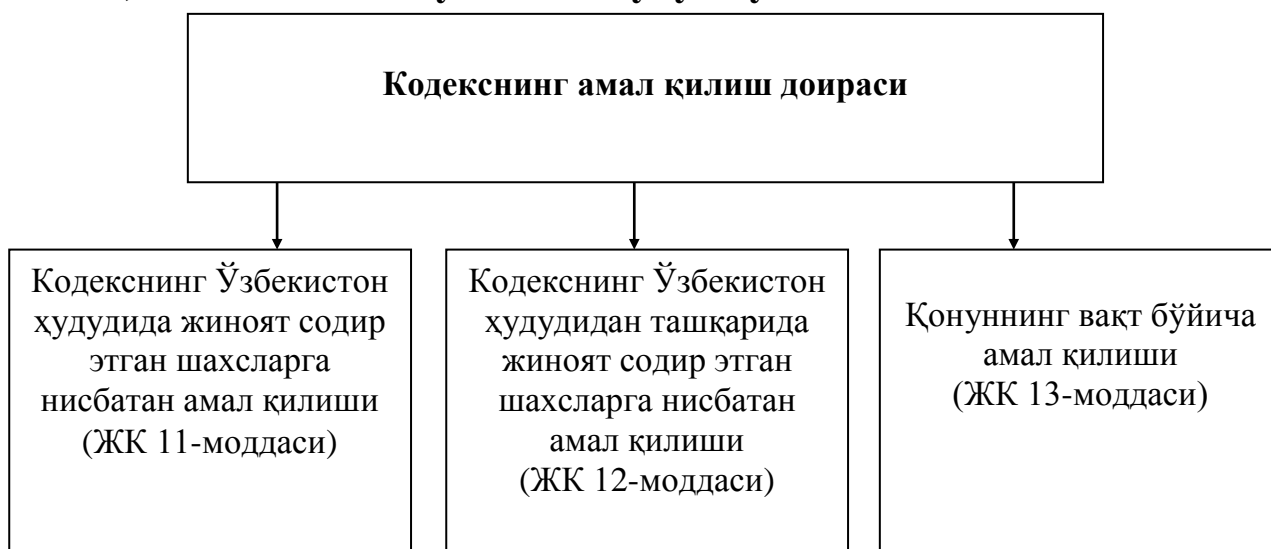 Кодекснинг амал қилиш доираси
Кодекснинг Ўзбекистон
ҳудудида жиноят содир
этган шахсларга
нисбатан амал қилиши
(ЖК 11-моддаси)
Кодекснинг Ўзбекистон
ҳудудидан ташқарида
жиноят содир этган
шахсларга нисбатан
амал қилиши
(ЖК 12-моддаси)
Қонуннинг вақт бўйича
амал қилиши
(ЖК 13-моддаси)